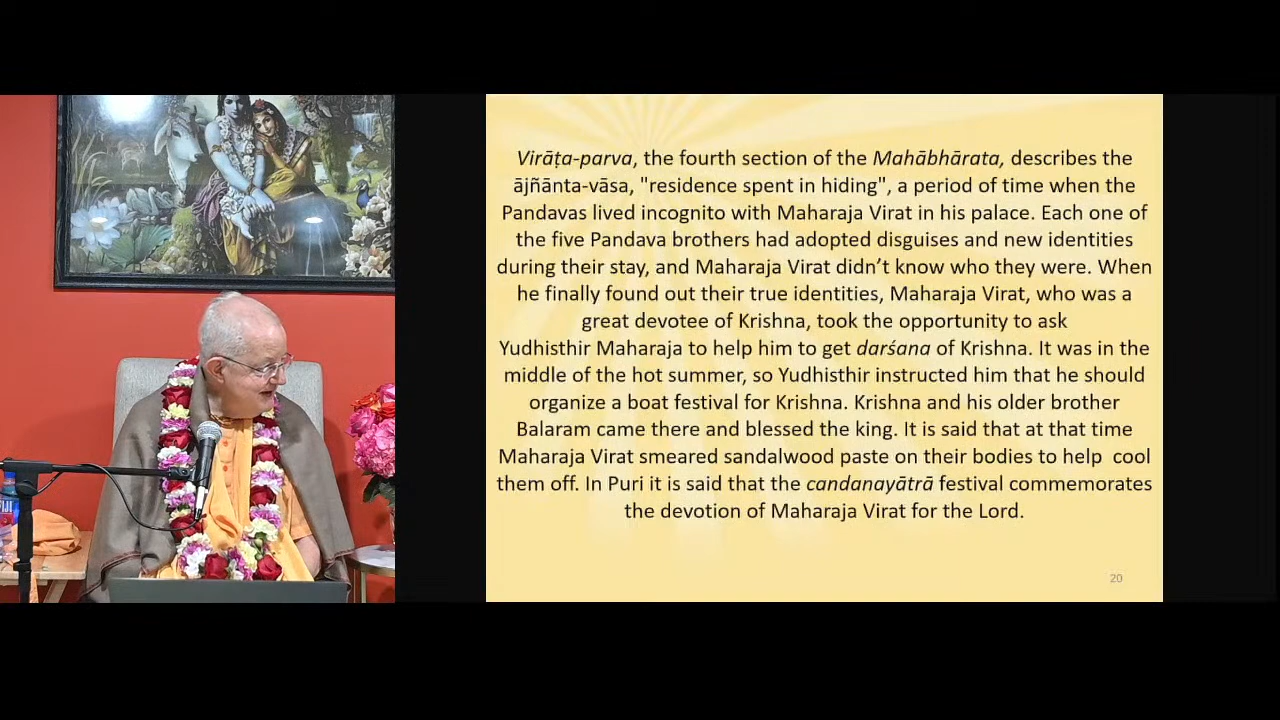 Virāṭa-parva, the fourth section of the Mahābhārata, describes the
ājñānta-vāsa, "residence spent in hiding", a period of time when the
Pandavas lived incognito with Maharaja Virat in his palace. Each one of
the five Pandava brothers had adopted disguises and new identities
during their stay, and Maharaja Virat didn’t know who they were. When
he finally found out their true identities, Maharaja Virat, who was a
great devotee of Krishna, took the opportunity to ask
Yudhisthir Maharaja to help him to get darśana of Krishna. It was in the
middle of the hot summer, so Yudhisthir instructed him that he should
organize a boat festival for Krishna. Krishna and his older brother
Balaram came there and blessed the king. It is said that at that time
Maharaja Virat smeared sandalwood paste on their bodies to help  cool
them off. In Puri it is said that the candanayātrā festival commemorates
the devotion of Maharaja Virat for the Lord.
20
FIJI